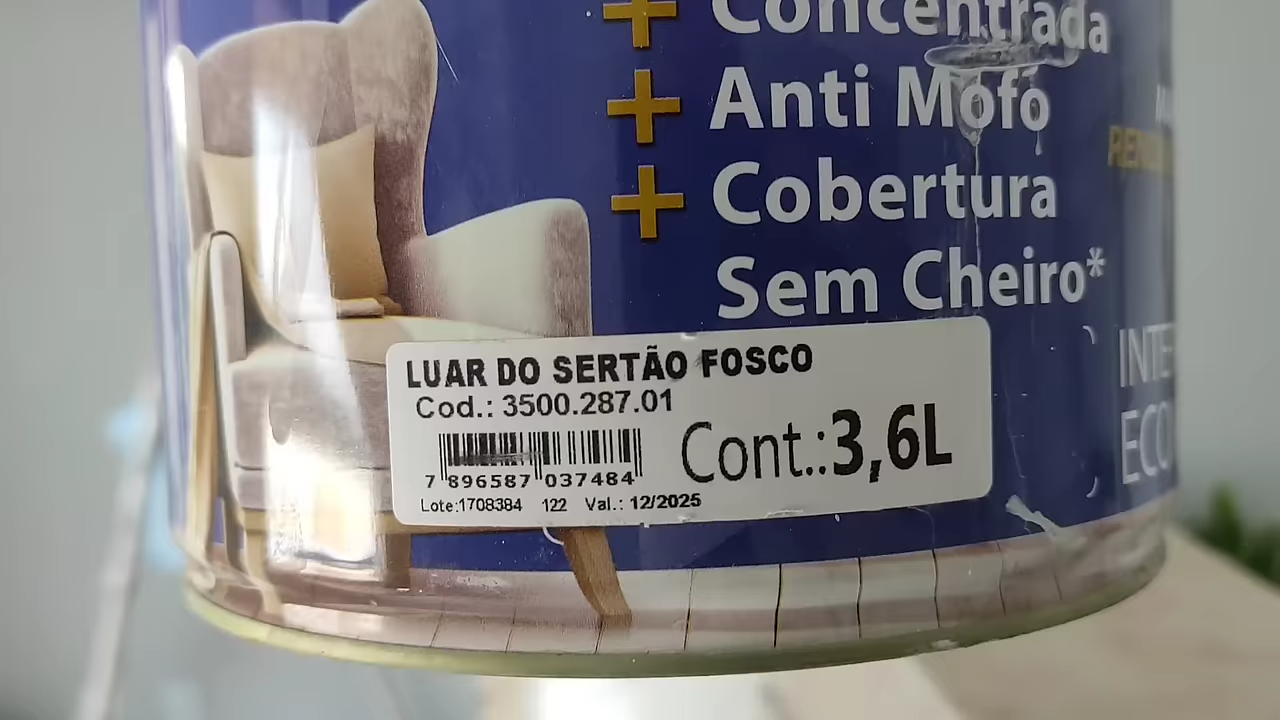 + Concentrada
+ Anti Mofo
+ Cobertura
Sem Cheiro*
LUAR DO SERTÃO FOSCO
Cod.: 3500.287.01
Cont.:3,6L
7 896587 037484
Lote:1708384 122 Val.: 12/2025